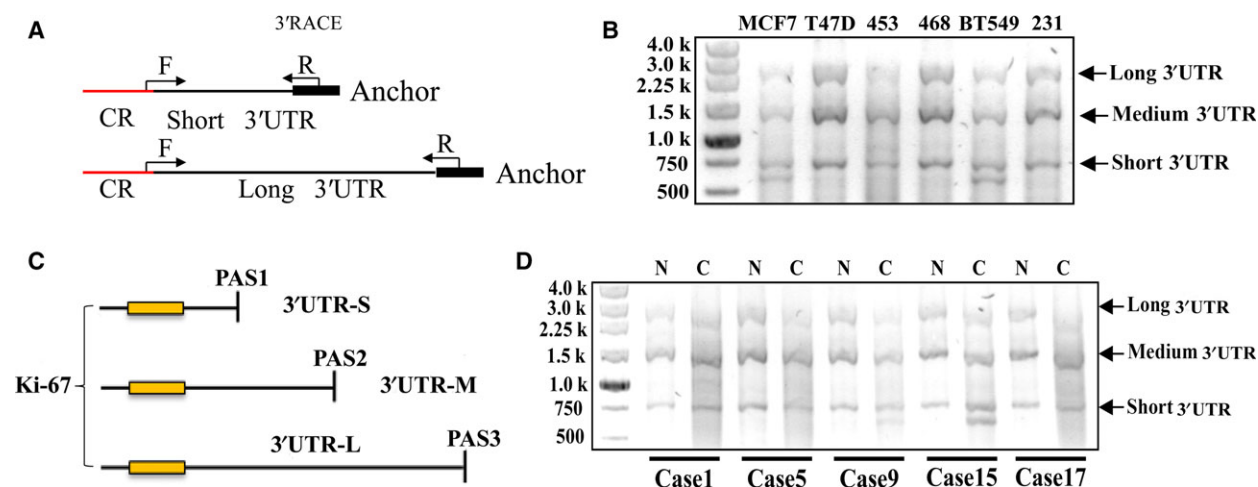 A
3′RACE
F
R
Anchor
CR
Short 3′UTR
F
R
Anchor
CR
Long 3′UTR
B
MCF7 T47D 453 468 BT549 231
4.0 k
3.0 k
2.25 k
1.5 k
1.0 k
750
500
Long 3′UTR
Medium 3′UTR
Short 3′UTR
C
PAS1
3′UTR-S
PAS2
Ki-67
3′UTR-M
3′UTR-L
PAS3
D
N C N C N C N C N C
4.0 k
3.0 k
2.25 k
1.5 k
1.0 k
750
500
Long 3′UTR
Medium 3′UTR
Short 3′UTR
Case1 Case5 Case9 Case15 Case17